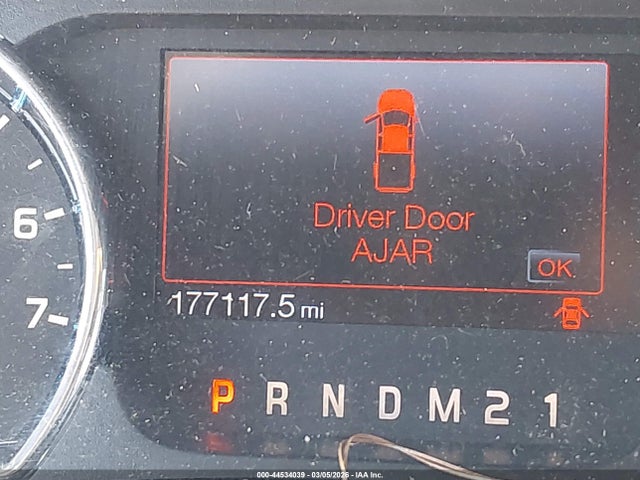 Driver Door
AJAR
OK
6
7
177117.5 mi
P R N D M 2 1
000-44534039 - 03/05/2026 - IAA Inc.